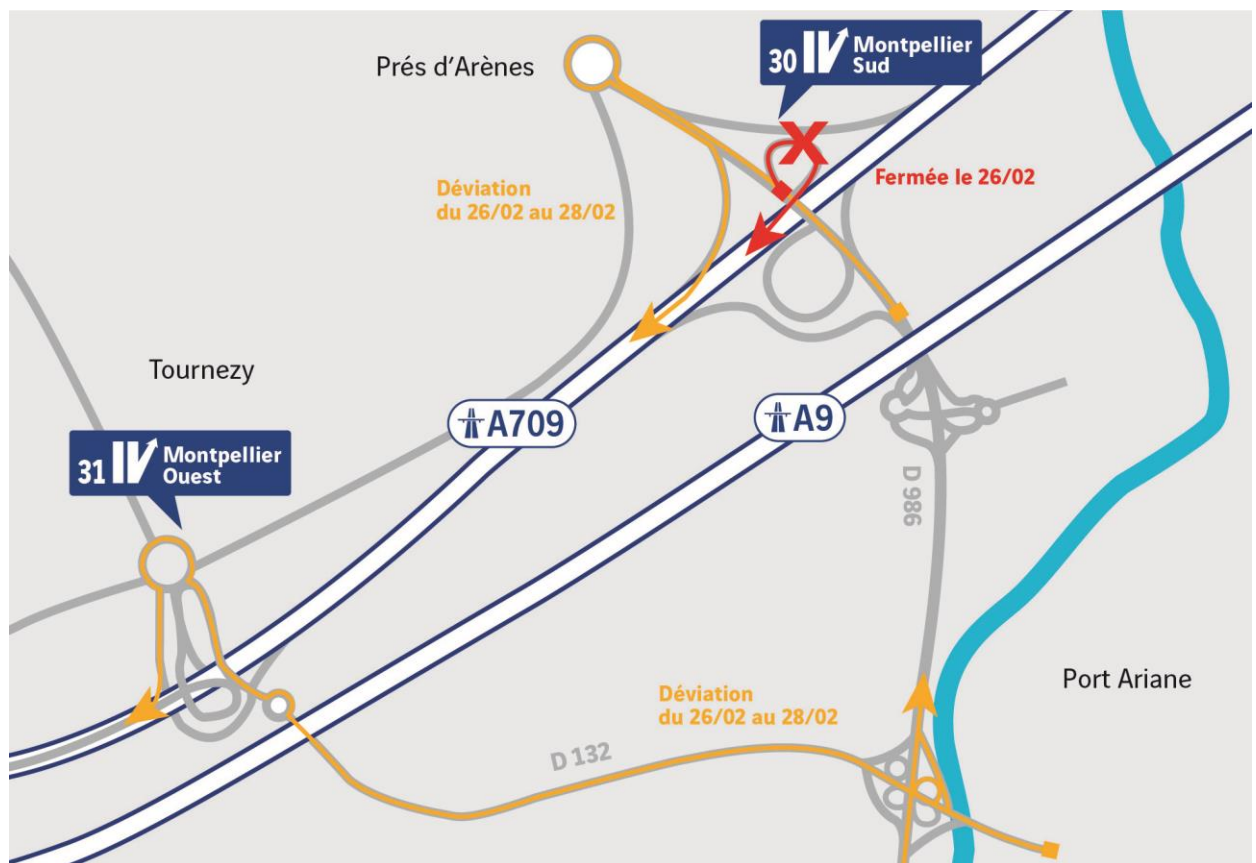 Prés d'Arènes
30 Montpellier
Sud
Déviation
du 26/02 au 28/02
Fermée le 26/02
Tournezy
A709
A9
31 Montpellier
Ouest
D 986
Port Ariane
Déviation
du 26/02 au 28/02
D 132